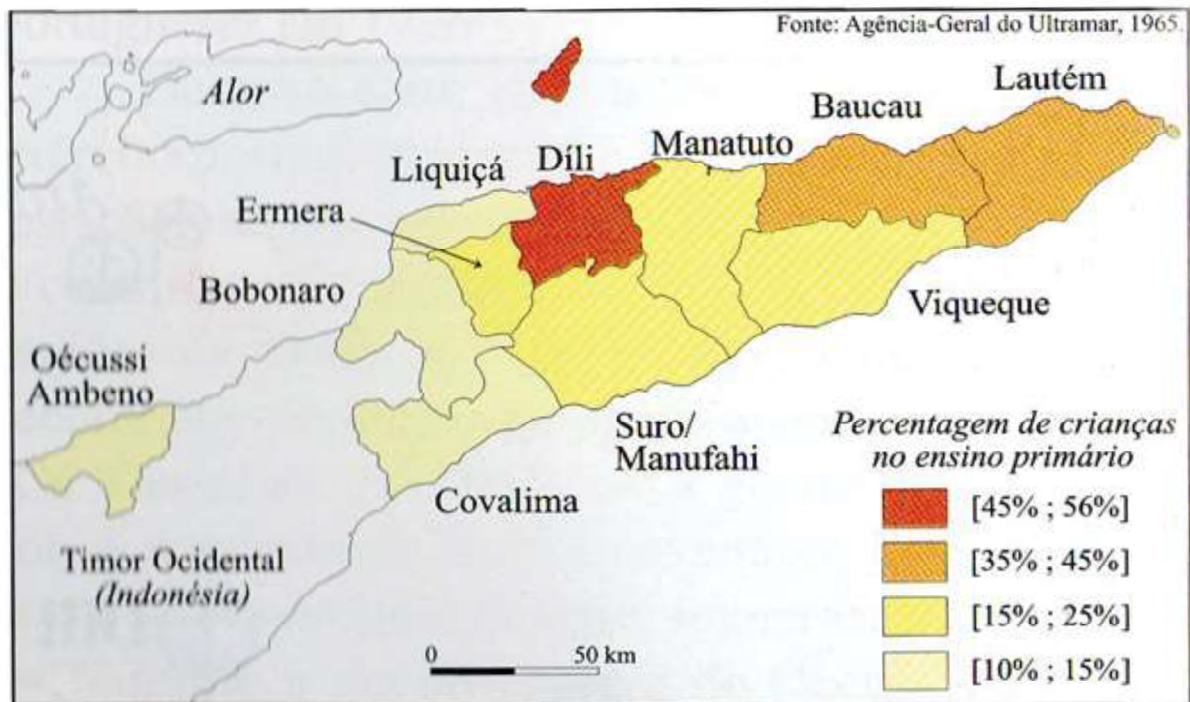 Fonte: Agência-Geral do Ultramar, 1965.
Alor
Lautém
Baucau
Manatuto
Díli
Liquiçá
Ermera
Bobonaro
Viqueque
Oécussi
Ambeno
Suro/
Manufahi
Covalima
Timor Ocidental
(Indonésia)
0 50 km
Percentagem de crianças
no ensino primário
[45% ; 56%]
[35% ; 45%]
[15% ; 25%]
[10% ; 15%]